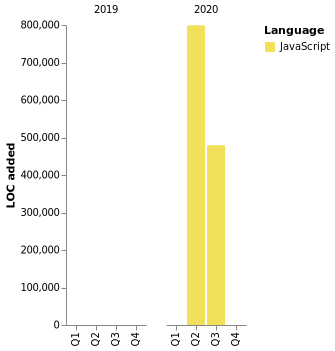 2019
2020
Language
JavaScript
LOC added
800,000
700,000
600,000
500,000
400,000
300,000
200,000
100,000
0
Q1
Q2
Q3
Q4
Q1
Q2
Q3
Q4